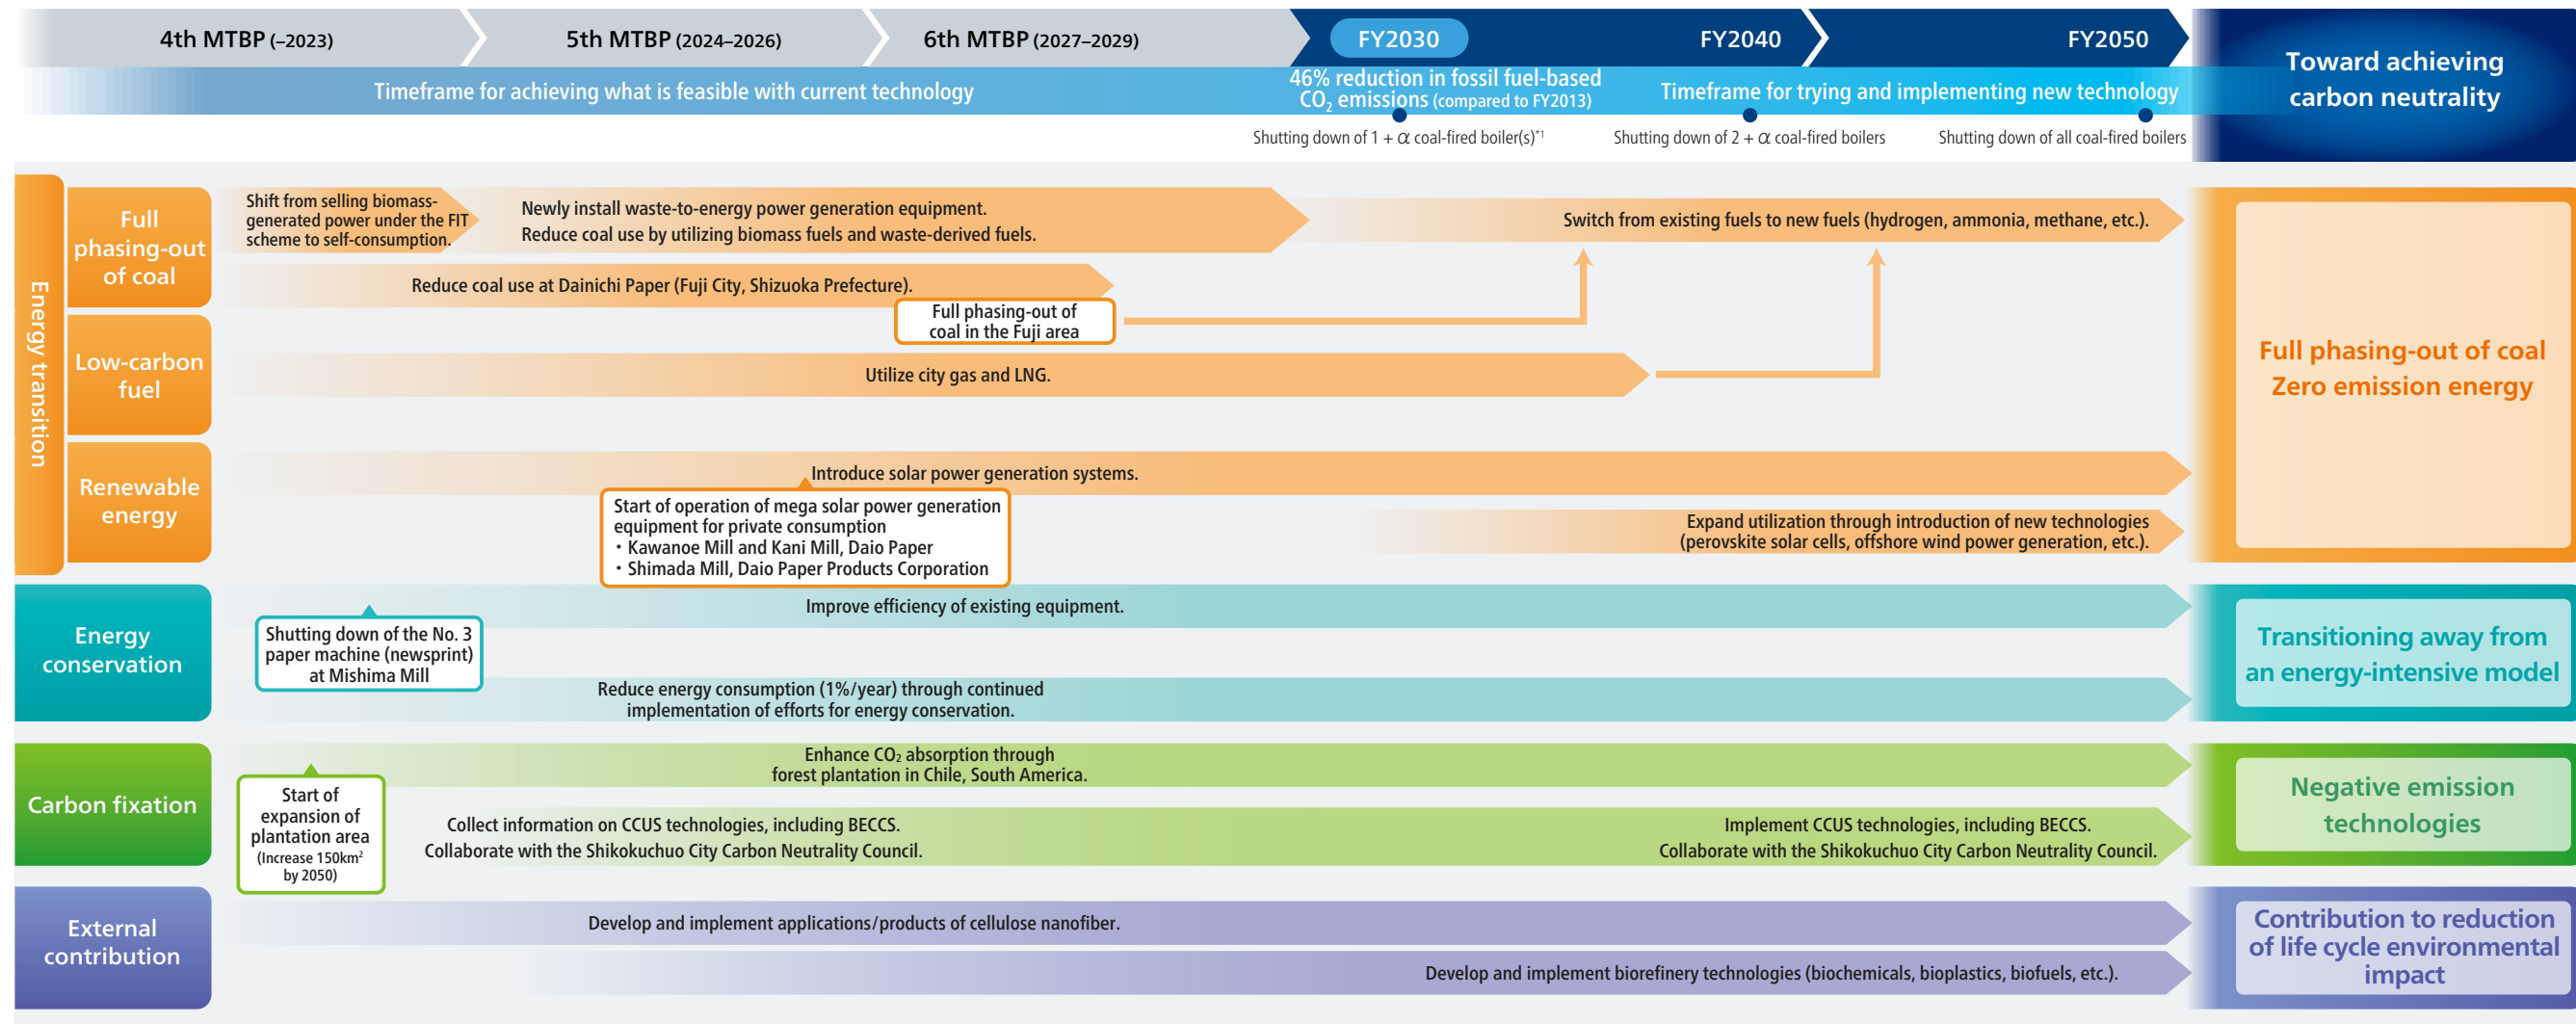 4th MTBP (–2023)
5th MTBP (2024–2026)
6th MTBP (2027–2029)
FY2030
FY2040
FY2050
Toward achieving
carbon neutrality
Timeframe for achieving what is feasible with current technology
46% reduction in fossil fuel-based
CO₂ emissions (compared to FY2013)
Timeframe for trying and implementing new technology
Shutting down of 1 + α coal-fired boiler(s)*1
Shutting down of 2 + α coal-fired boilers
Shutting down of all coal-fired boilers
Energy transition
Full
phasing-out
of coal
Shift from selling biomass-
generated power under the FIT
scheme to self-consumption.
Newly install waste-to-energy power generation equipment.
Reduce coal use by utilizing biomass fuels and waste-derived fuels.
Switch from existing fuels to new fuels (hydrogen, ammonia, methane, etc.).
Reduce coal use at Dainichi Paper (Fuji City, Shizuoka Prefecture).
Full phasing-out of
coal in the Fuji area
Low-carbon
fuel
Utilize city gas and LNG.
Full phasing-out of coal
Zero emission energy
Renewable
energy
Introduce solar power generation systems.
Start of operation of mega solar power generation
equipment for private consumption
・Kawanoe Mill and Kani Mill, Daio Paper
・Shimada Mill, Daio Paper Products Corporation
Expand utilization through introduction of new technologies
(perovskite solar cells, offshore wind power generation, etc.).
Energy
conservation
Improve efficiency of existing equipment.
Shutting down of the No. 3
paper machine (newsprint)
at Mishima Mill
Reduce energy consumption (1%/year) through continued
implementation of efforts for energy conservation.
Transitioning away from
an energy-intensive model
Carbon fixation
Enhance CO₂ absorption through
forest plantation in Chile, South America.
Start of
expansion of
plantation area
(Increase 150km²
by 2050)
Collect information on CCUS technologies, including BECCS.
Collaborate with the Shikokuchuo City Carbon Neutrality Council.
Implement CCUS technologies, including BECCS.
Collaborate with the Shikokuchuo City Carbon Neutrality Council.
Negative emission
technologies
External
contribution
Develop and implement applications/products of cellulose nanofiber.
Develop and implement biorefinery technologies (biochemicals, bioplastics, biofuels, etc.).
Contribution to reduction
of life cycle environmental
impact